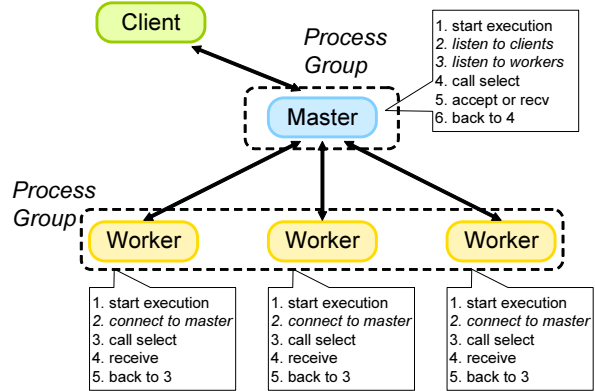 Client
Process
Group
1. start execution
2. listen to clients
3. listen to workers
4. call select
5. accept or recv
6. back to 4
Master
Process
Group
Worker
Worker
Worker
1. start execution
2. connect to master
3. call select
4. receive
5. back to 3
1. start execution
2. connect to master
3. call select
4. receive
5. back to 3
1. start execution
2. connect to master
3. call select
4. receive
5. back to 3